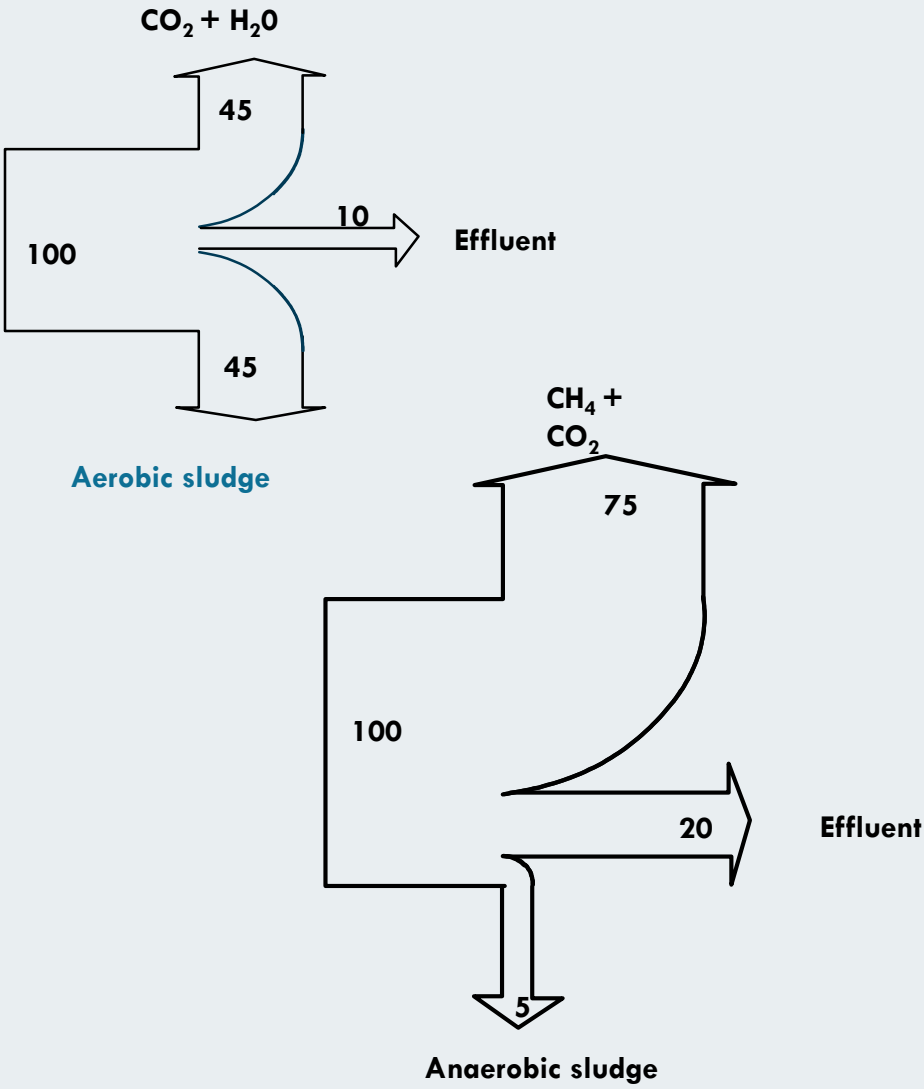 CO₂ + H₂0
45
10
Effluent
100
45
Aerobic sludge
CH₄ +
CO₂
75
100
20
Effluent
5
Anaerobic sludge